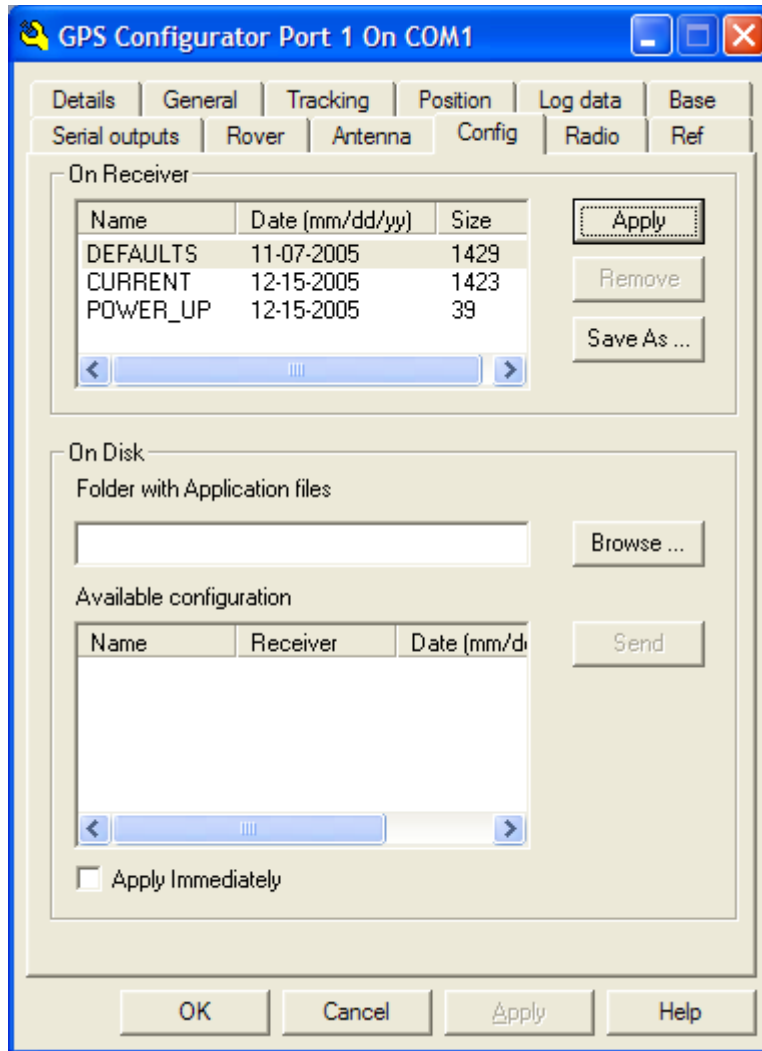 GPS Configurator Port 1 On COM1
Details General Tracking Position Log data Base
Serial outputs Rover Antenna Config Radio Ref
On Receiver
Name Date (mm/dd/yy) Size
DEFAULTS 11-07-2005 1429
CURRENT 12-15-2005 1423
POWER_UP 12-15-2005 39
Apply
Remove
Save As ...
On Disk
Folder with Application files
Browse ...
Available configuration
Name Receiver Date (mm/d
Send
Apply Immediately
OK Cancel Apply Help